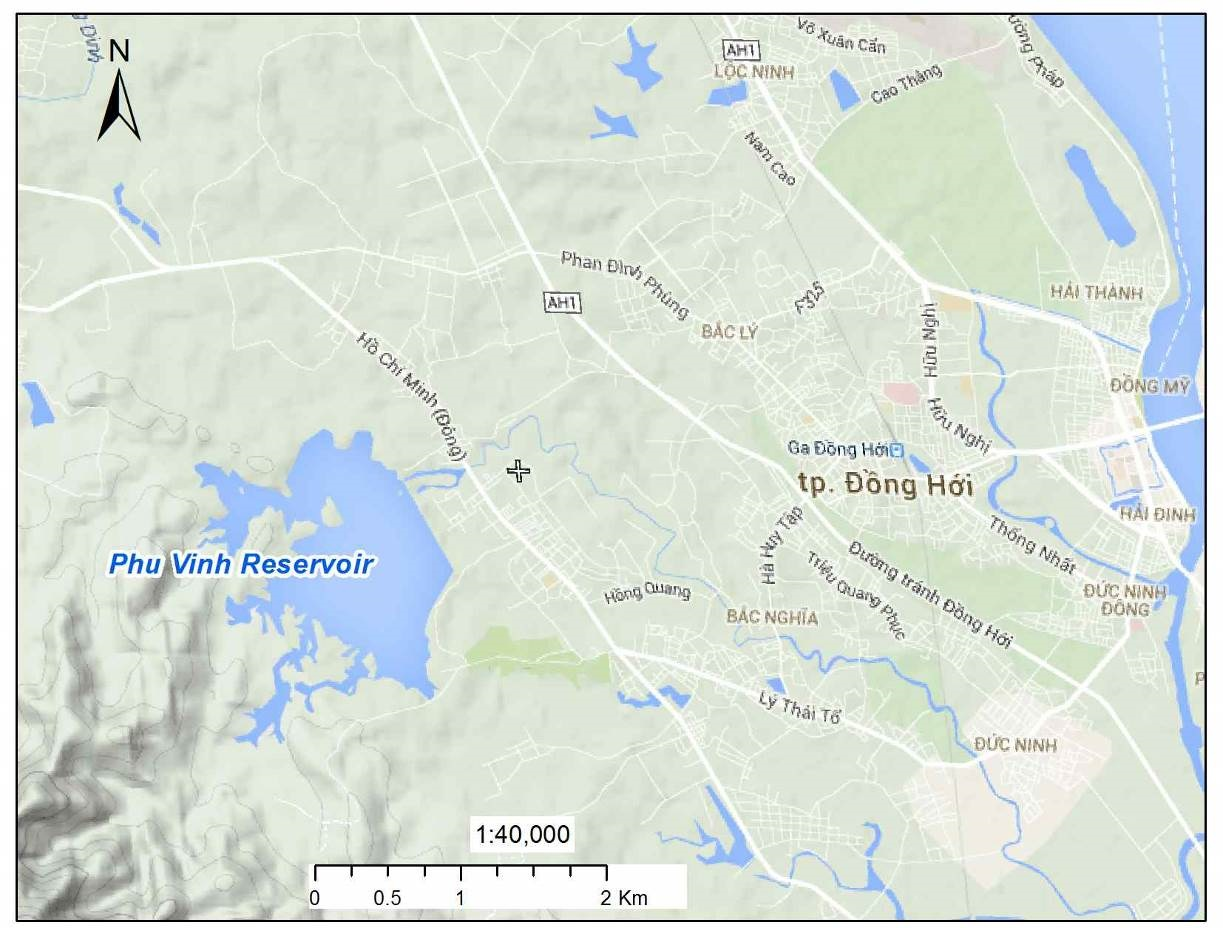 N
AH1
Võ Xuân Cẩn
LỘC NINH
Cao Thắng
Nam Cao
Phan Đình Phùng
F325
HẢI THÀNH
AH1
BẮC LÝ
Hữu Nghị
Hồ Chí Minh (Đông)
ĐỒNG MỸ
Hữu Nghị
Ga Đồng Hới
tp. Đồng Hới
HẢI ĐÌNH
Thống Nhất
Hà Huy Tập
Phu Vinh Reservoir
Đường tránh Đồng Hới
Triệu Quang Phục
Hồng Quang
ĐỨC NINH
ĐÔNG
BẮC NGHĨA
Lý Thái Tổ
ĐỨC NINH
1:40,000
0 0.5 1 2 Km